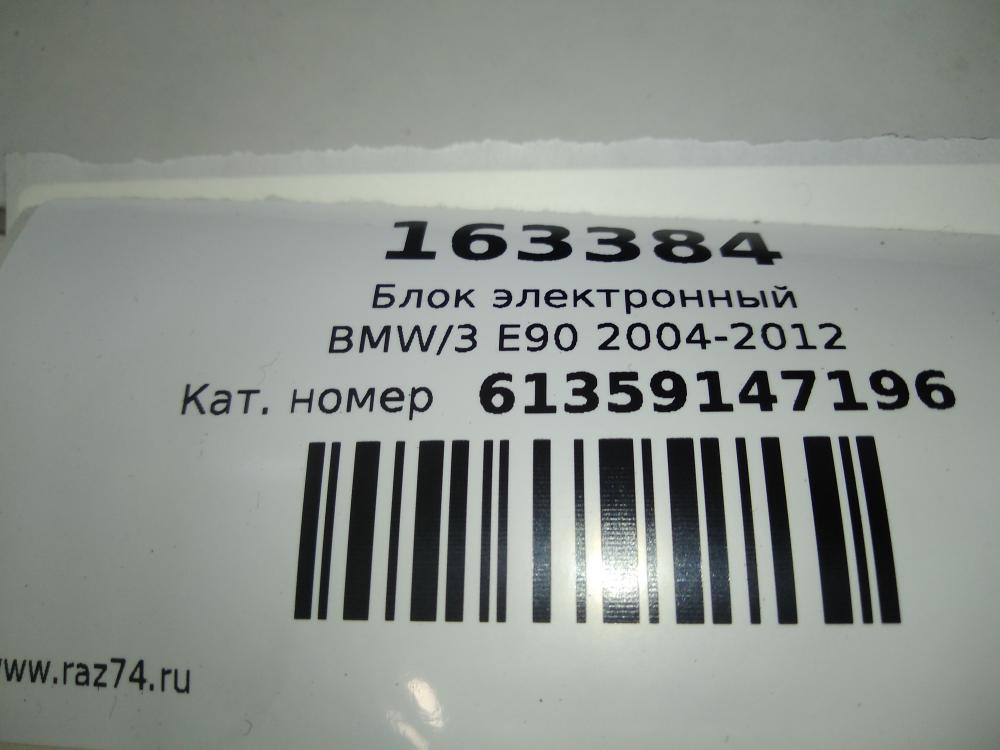 163384
Блок электронный
BMW/3 E90 2004-2012
Кат. номер 61359147196
www.raz74.ru